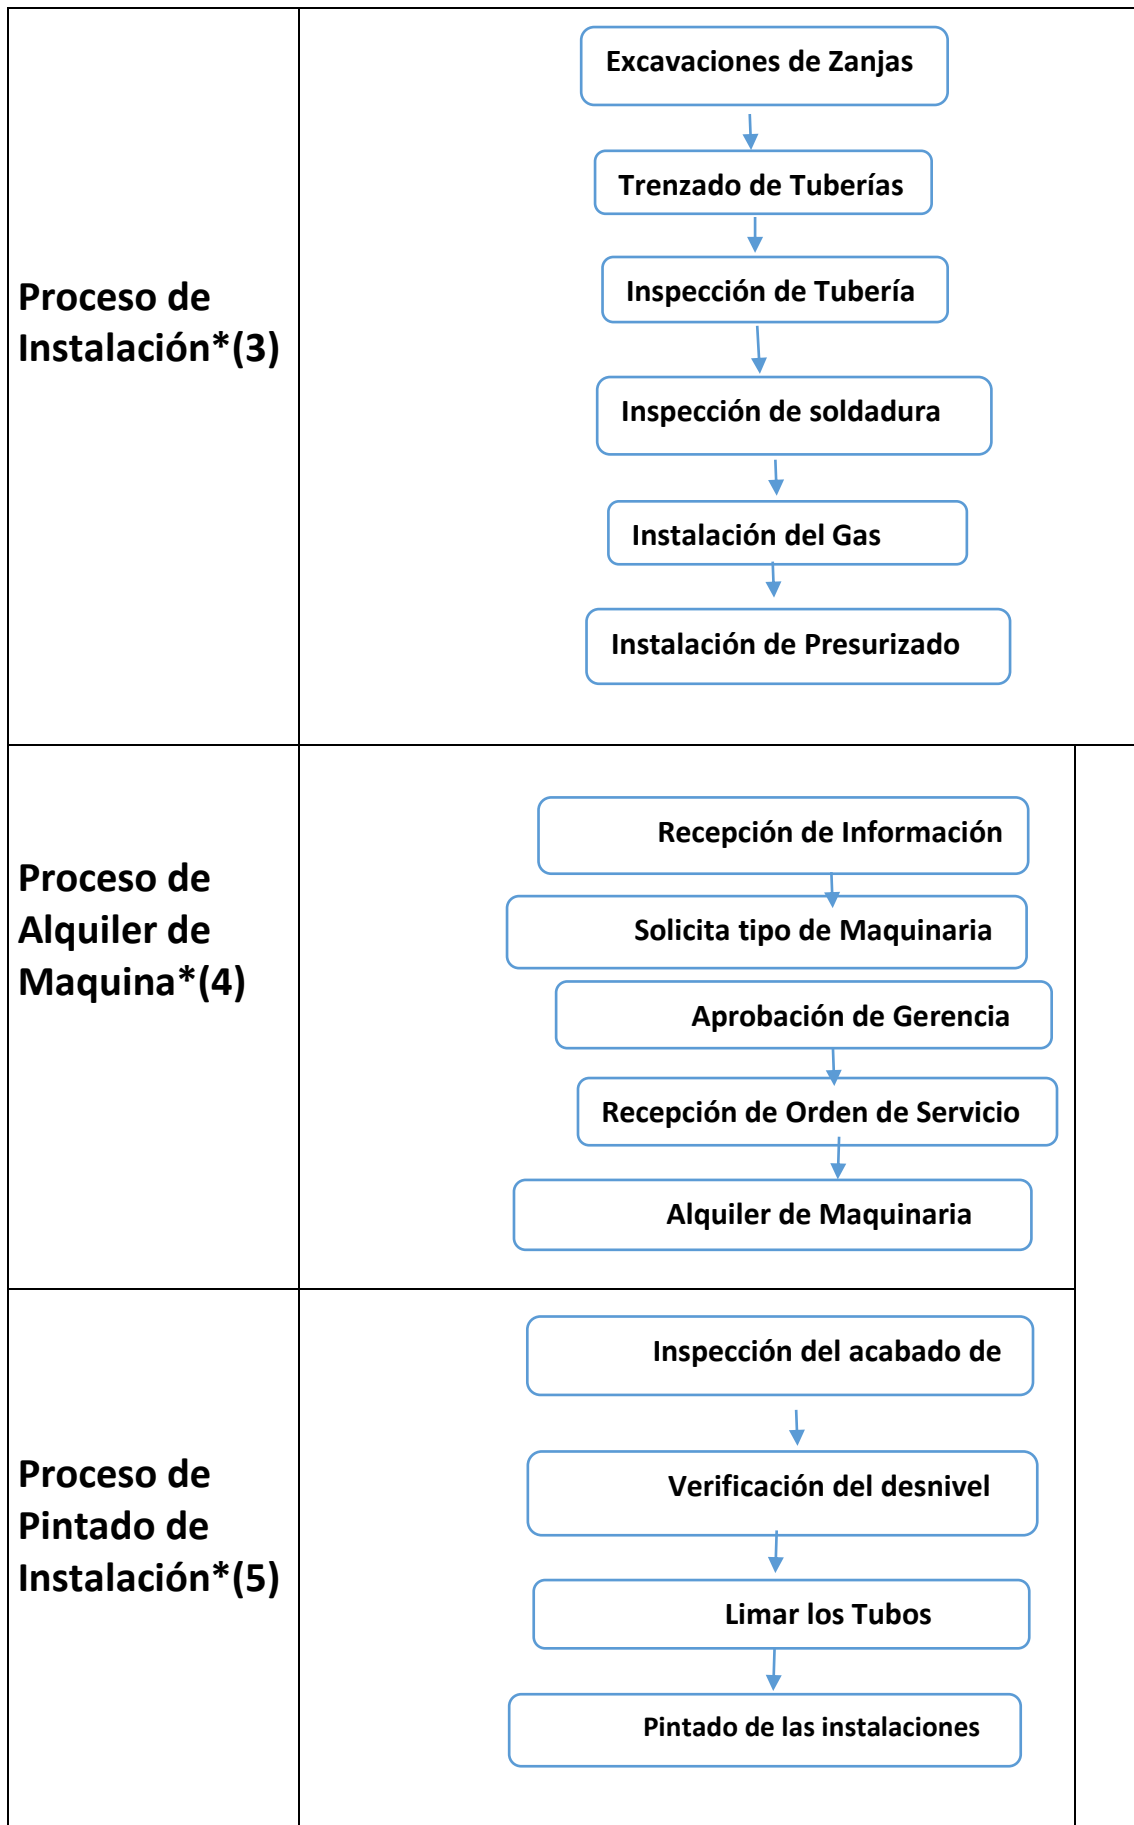 Proceso de
Instalación*(3)
Excavaciones de Zanjas
Trenzado de Tuberías
Inspección de Tubería
Inspección de soldadura
Instalación del Gas
Instalación de Presurizado
Proceso de
Alquiler de
Maquina*(4)
Recepción de Información
Solicita tipo de Maquinaria
Aprobación de Gerencia
Recepción de Orden de Servicio
Alquiler de Maquinaria
Proceso de
Pintado de
Instalación*(5)
Inspección del acabado de
Verificación del desnivel
Limar los Tubos
Pintado de las instalaciones